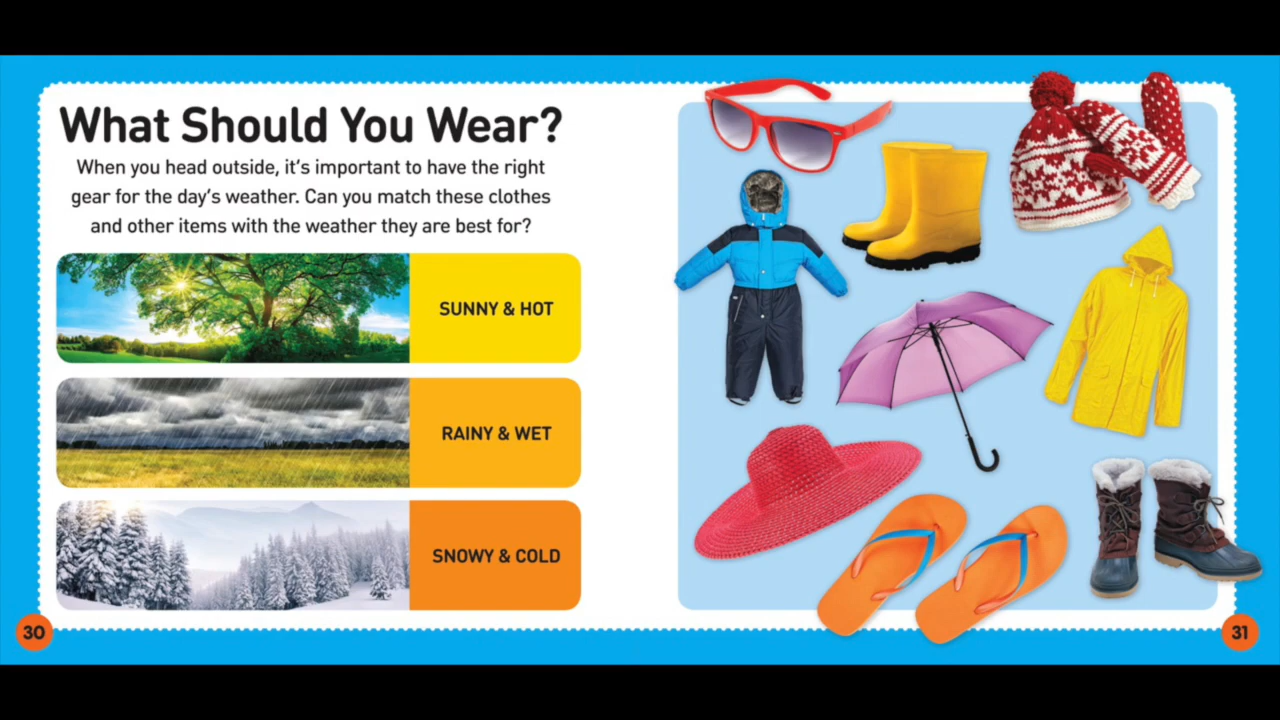 What Should You Wear?
When you head outside, it's important to have the right
gear for the day's weather. Can you match these clothes
and other items with the weather they are best for?
SUNNY & HOT
RAINY & WET
SNOWY & COLD
30
31